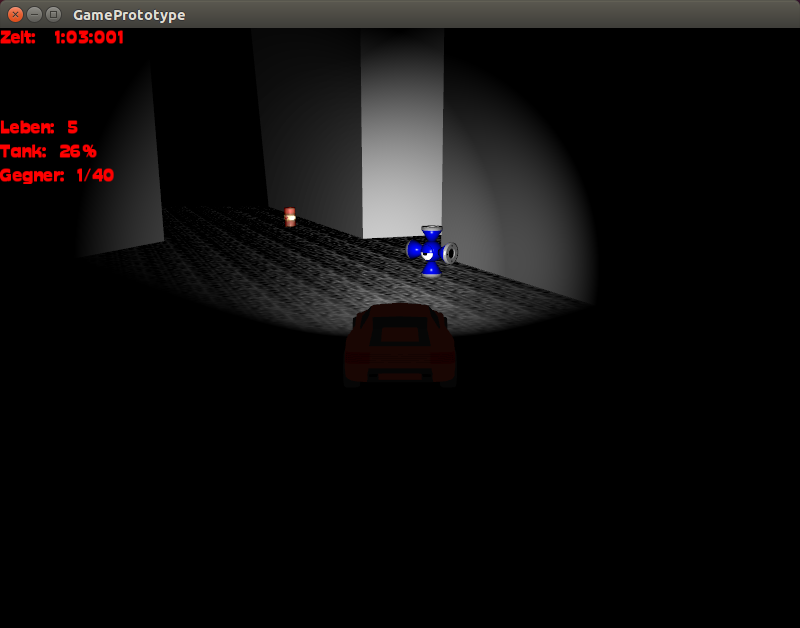 GamePrototype
Zeit: 1:03:001
Leben: 5
Tank: 26%
Gegner: 1/40